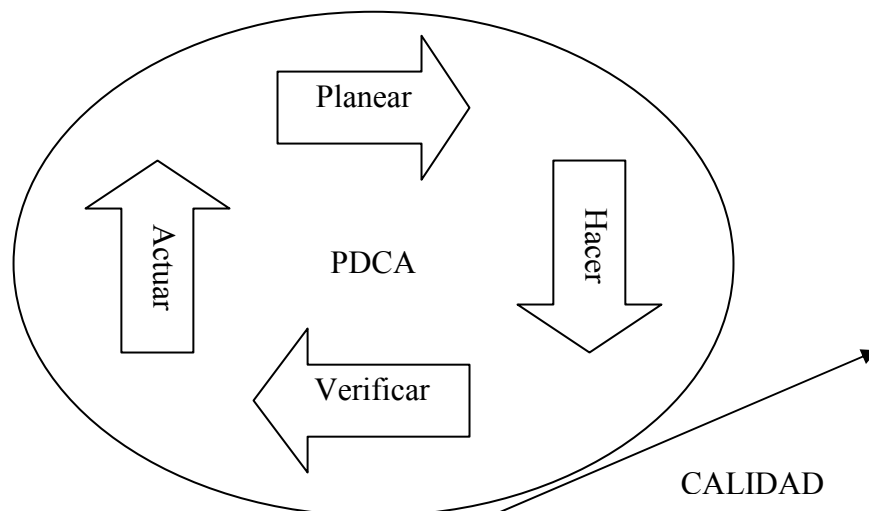 Planear
Hacer
Actuar
PDCA
Verificar
CALIDAD